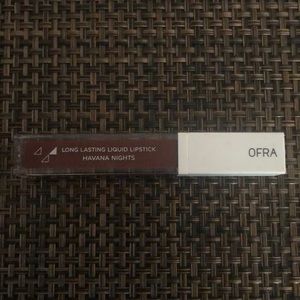 LONG LASTING LIQUID LIPSTICK
HAVANA NIGHTS
OFRA